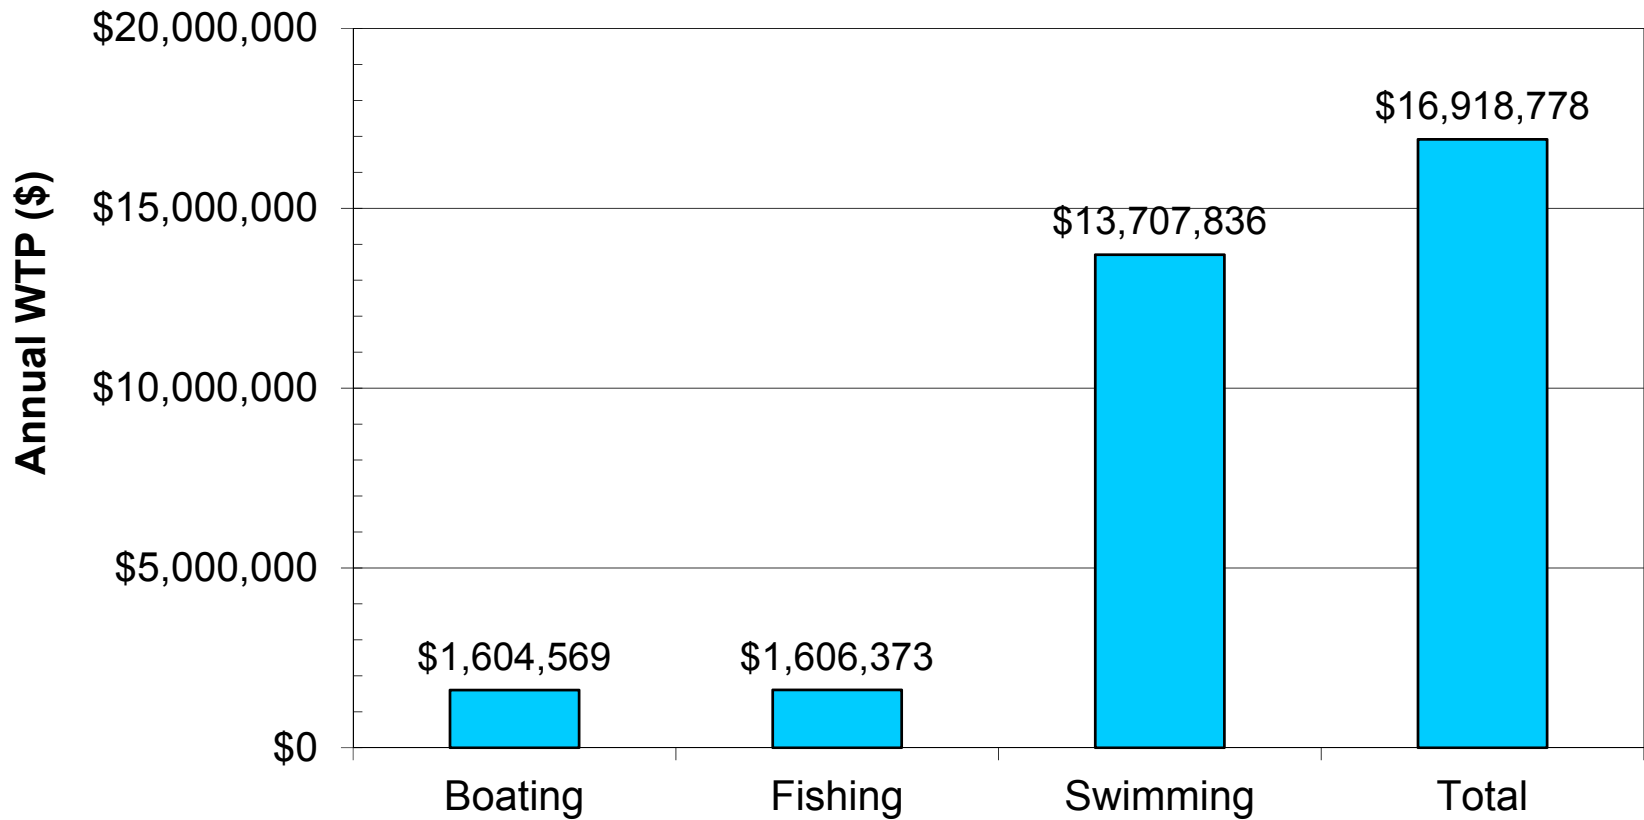 $20,000,000
$15,000,000
$10,000,000
$5,000,000
$0
Annual WTP ($)
$1,604,569
$1,606,373
$13,707,836
$16,918,778
Boating
Fishing
Swimming
Total